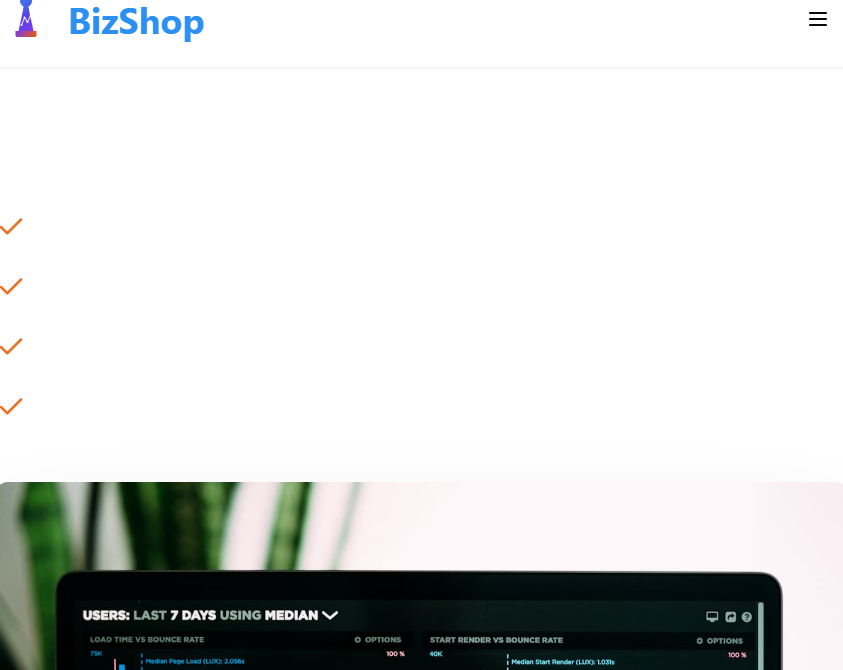 BizShop
USERS: LAST 7 DAYS USING MEDIAN
LOAD TIME VS BOUNCE RATE
OPTIONS
START RENDER VS BOUNCE RATE
OPTIONS
75K
100 %
40K
100 %
Median Page Load (LUX): 2.056s
Median Start Render (LUX): 1.031s